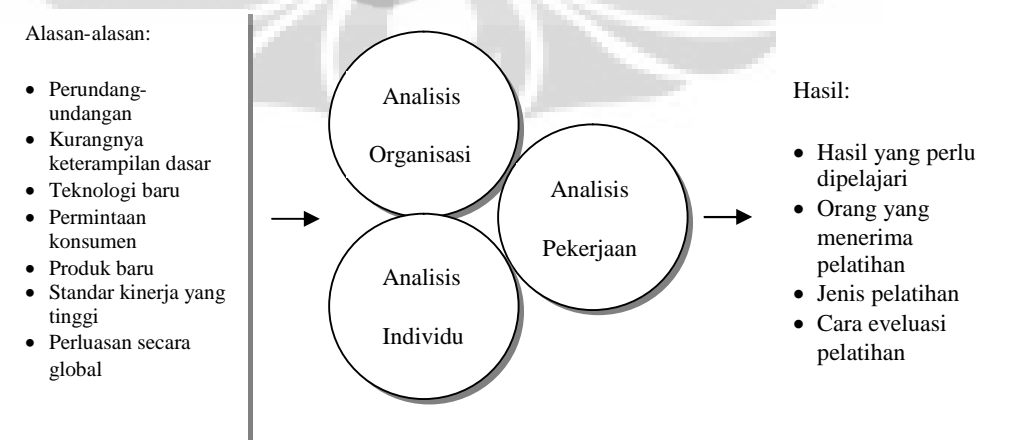 Alasan-alasan:
• Perundang-
undangan
• Kurangnya
keterampilan dasar
• Teknologi baru
• Permintaan
konsumen
• Produk baru
• Standar kinerja yang
tinggi
• Perluasan secara
global
Analisis
Organisasi
Analisis
Individu
Analisis
Pekerjaan
Hasil:
• Hasil yang perlu
dipelajari
• Orang yang
menerima
pelatihan
• Jenis pelatihan
• Cara eveluasi
pelatihan